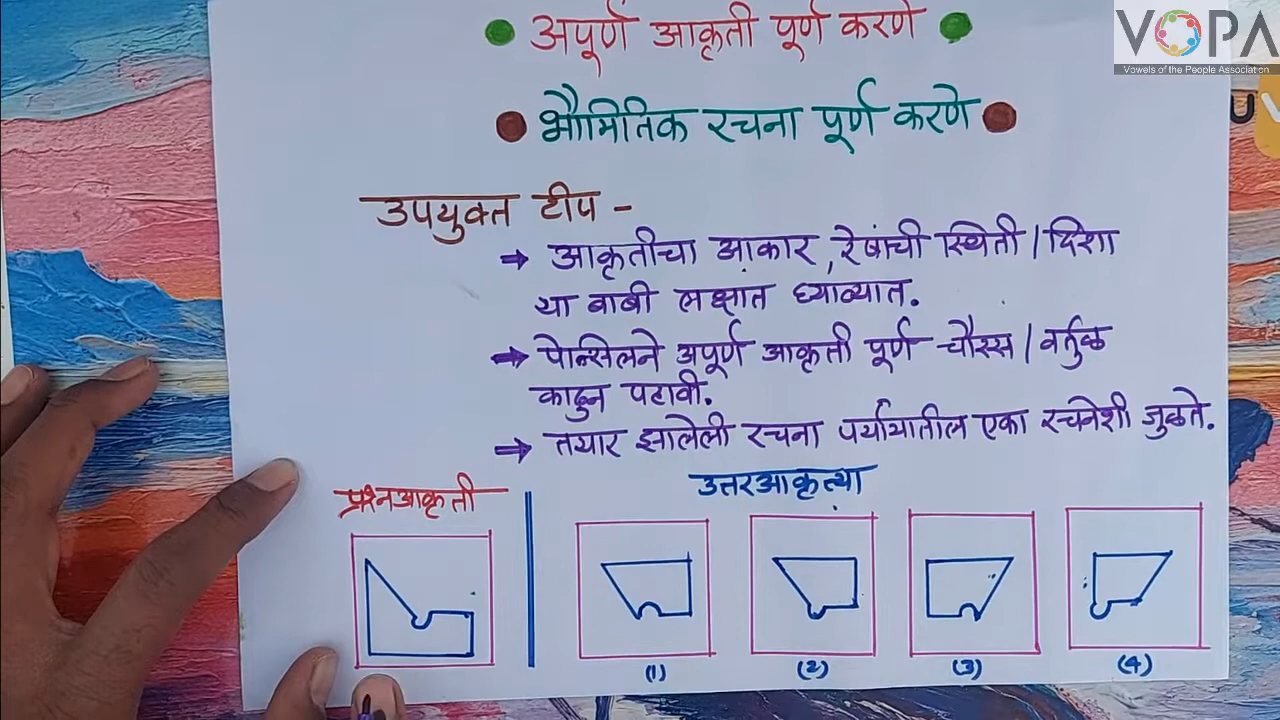 अपूर्ण आकृती पूर्ण करणे
VOPA
Vowels of the People Association
भौमितिक रचना पूर्ण करणे
उपयुक्त टीप -
→ आकृतीचा आकार, रेषांची स्थिती / दिशा
या बाबी लक्षात घ्याव्यात.
→ पेन्सिलने अपूर्ण आकृती पूर्ण चौरस / वर्तुळ
काढुन पहावी.
→ तयार झालेली रचना पर्यायातील एका रचनेशी जुळते.
प्रश्नआकृती
उत्तरआकृत्या
(1) (2) (3) (4)